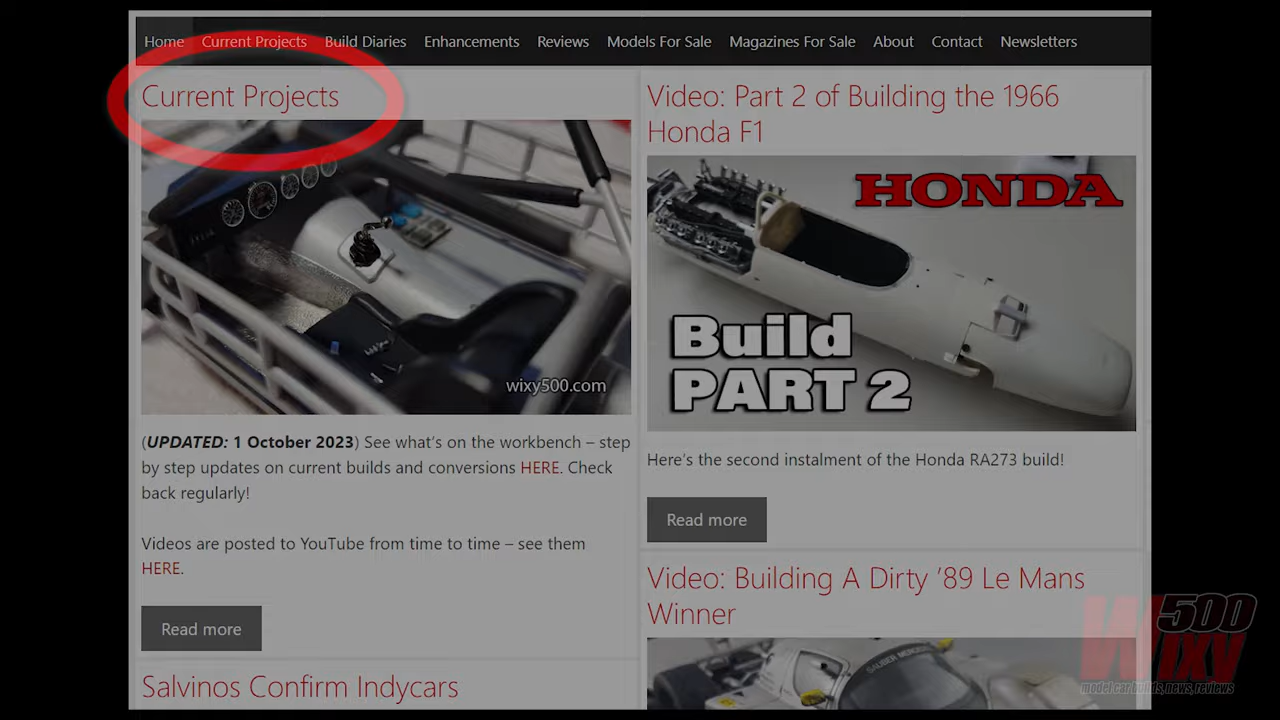 Home Current Projects Build Diaries Enhancements Reviews Models For Sale Magazines For Sale About Contact Newsletters
Current Projects
wixy500.com
(UPDATED: 1 October 2023) See what's on the workbench – step
by step updates on current builds and conversions HERE. Check
back regularly!
Videos are posted to YouTube from time to time – see them
HERE.
Read more
Salvinos Confirm Indycars
Video: Part 2 of Building the 1966
Honda F1
HONDA
Build
PART 2
Here's the second instalment of the Honda RA273 build!
Read more
Video: Building A Dirty '89 Le Mans
Winner
SAUBER MERCEDES
500
WIXY
model car builds, news, reviews